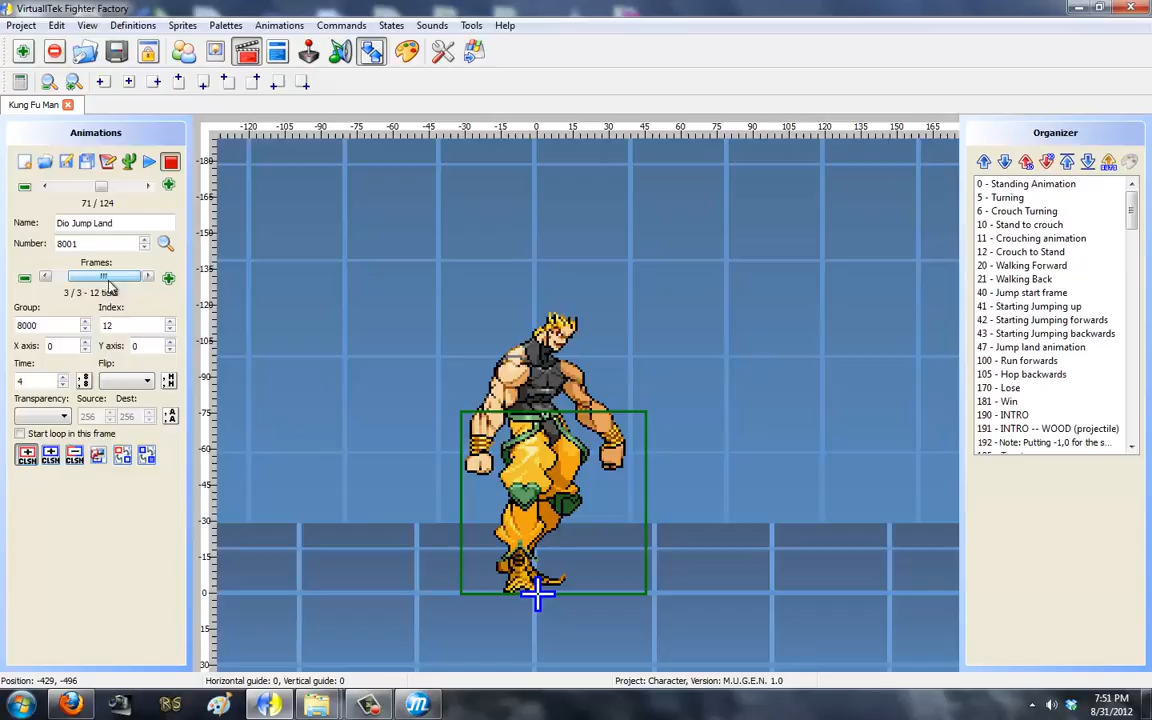 VirtuallTek Fighter Factory
Project Edit View Definitions Sprites Palettes Animations Commands States Sounds Tools Help
Kung Fu Man
Animations
71 / 124
Name: Dio Jump Land
Number: 8001
Frames:
3 / 3 - 12
Group: Index:
8000 12
X axis: 0 Y axis: 0
Time: Flip:
4
Transparency: Source: Dest:
256 256
Start loop in this frame
CLSN CLSN CLSN
-120 -105 -90 -75 -60 -45 -30 -15 0 15 30 45 60 75 90 105 120 135 150 165
-180
-165
-150
-135
-120
-105
-90
-75
-60
-45
-30
-15
0
15
30
Organizer
0 - Standing Animation
5 - Turning
6 - Crouch Turning
10 - Stand to crouch
11 - Crouching animation
12 - Crouch to Stand
20 - Walking Forward
21 - Walking Back
40 - Jump start frame
41 - Starting Jumping up
42 - Starting Jumping forwards
43 - Starting Jumping backwards
47 - Jump land animation
100 - Run forwards
105 - Hop backwards
170 - Lose
181 - Win
190 - INTRO
191 - INTRO -- WOOD (projectile)
192 - Note: Putting -1,0 for the s...
Position: -429, -496 Horizontal guide: 0, Vertical guide: 0 Project: Character, Version: M.U.G.E.N. 1.0
RS
7:51 PM
8/31/2012